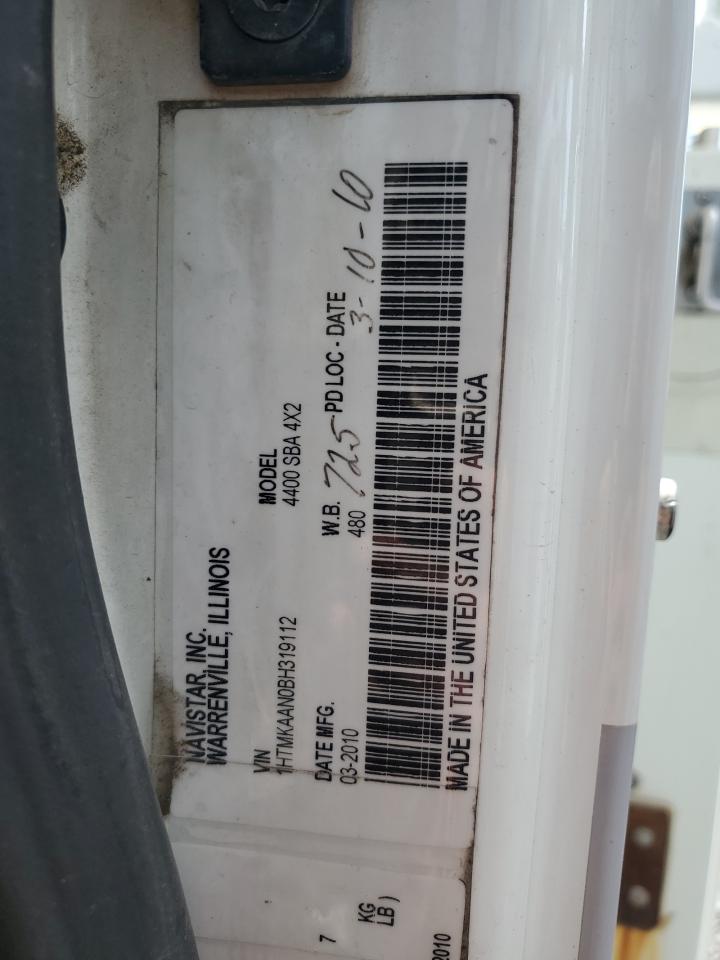 NAVISTAR, INC.
WARRENVILLE, ILLINOIS
VIN MODEL
1HTMKAAN0BH319112 4400 SBA 4X2
DATE MFG. W.B. 725 PD LOC - DATE
03-2010 480 3-10-10
MADE IN THE UNITED STATES OF AMERICA
7
KG
LB)
2010